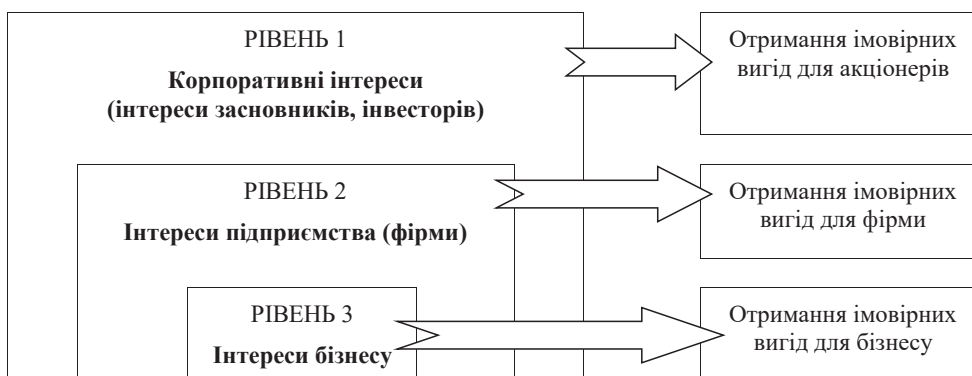 РІВЕНЬ 1
Корпоративні інтереси
(інтереси засновників, інвесторів)
Отримання імовірних
вигід для акціонерів
РІВЕНЬ 2
Інтереси підприємства (фірми)
Отримання імовірних
вигід для фірми
РІВЕНЬ 3
Інтереси бізнесу
Отримання імовірних
вигід для бізнесу